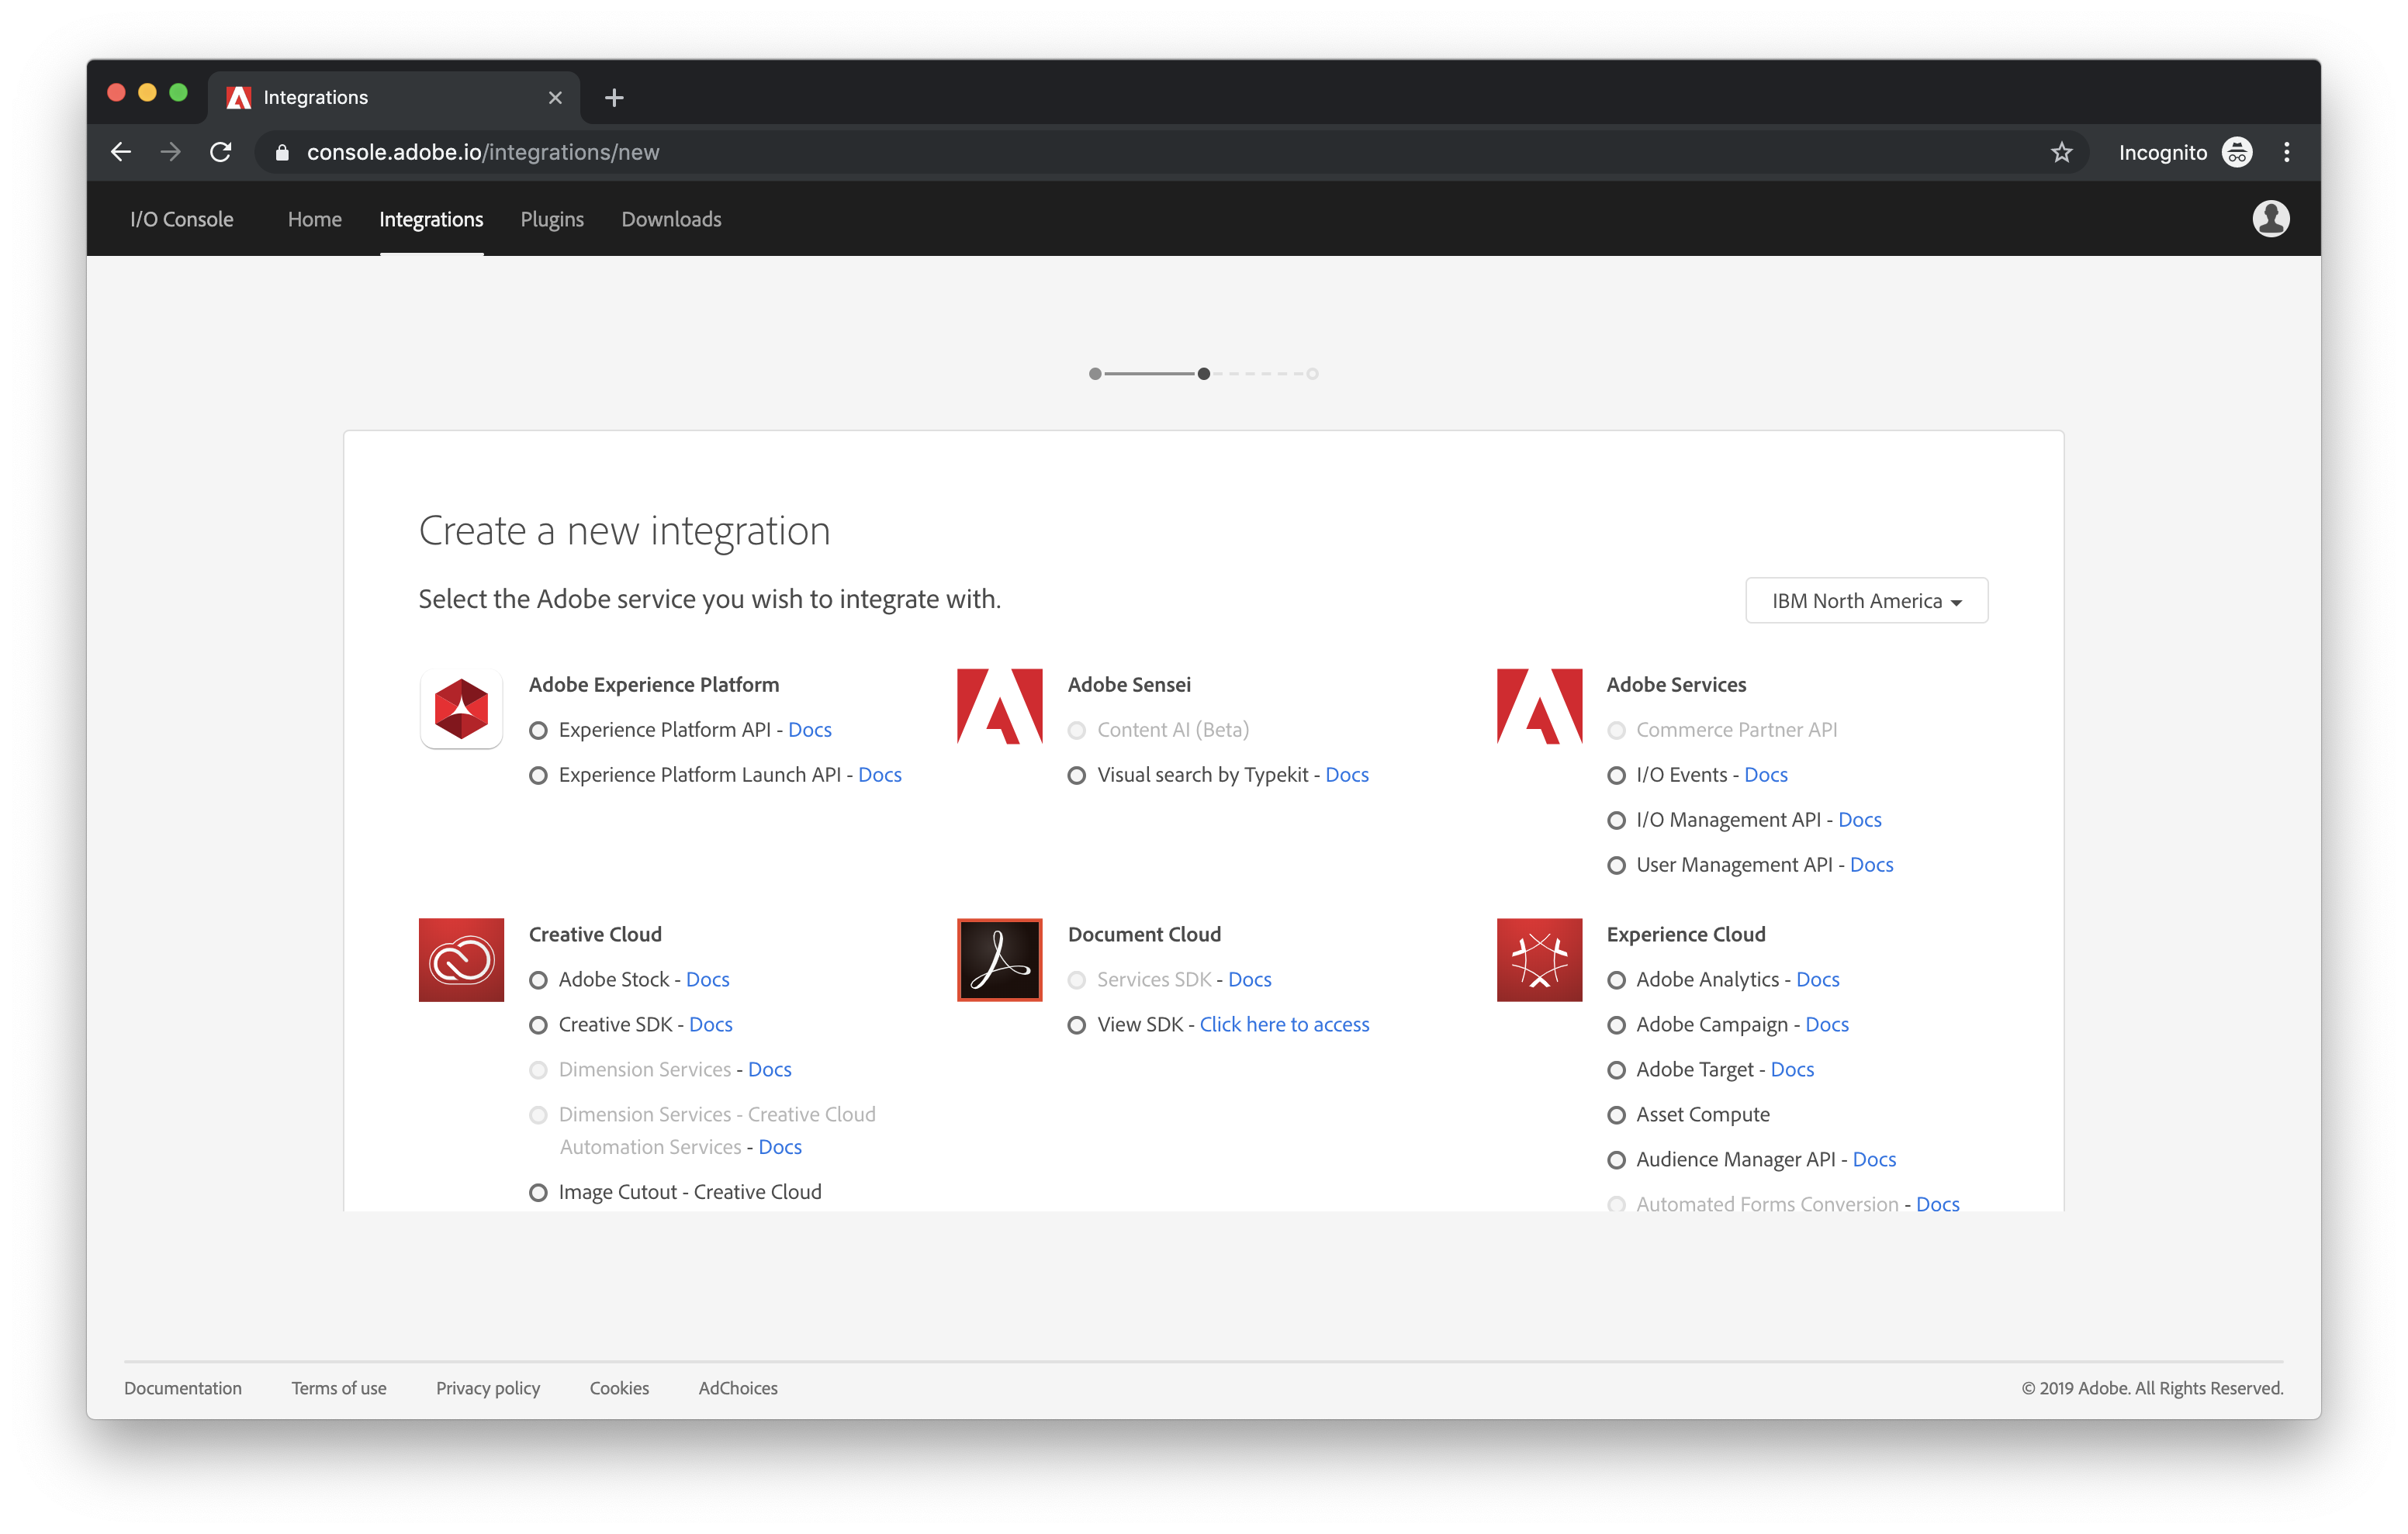 Integrations
console.adobe.io/integrations/new
Incognito
I/O Console Home Integrations Plugins Downloads
Create a new integration
Select the Adobe service you wish to integrate with.
IBM North America
Adobe Experience Platform
Experience Platform API - Docs
Experience Platform Launch API - Docs
Adobe Sensei
Content AI (Beta)
Visual search by Typekit - Docs
Adobe Services
Commerce Partner API
I/O Events - Docs
I/O Management API - Docs
User Management API - Docs
Creative Cloud
Adobe Stock - Docs
Creative SDK - Docs
Dimension Services - Docs
Dimension Services - Creative Cloud
Automation Services - Docs
Image Cutout - Creative Cloud
Document Cloud
Services SDK - Docs
View SDK - Click here to access
Experience Cloud
Adobe Analytics - Docs
Adobe Campaign - Docs
Adobe Target - Docs
Asset Compute
Audience Manager API - Docs
Automated Forms Conversion - Docs
Documentation Terms of use Privacy policy Cookies AdChoices
© 2019 Adobe. All Rights Reserved.